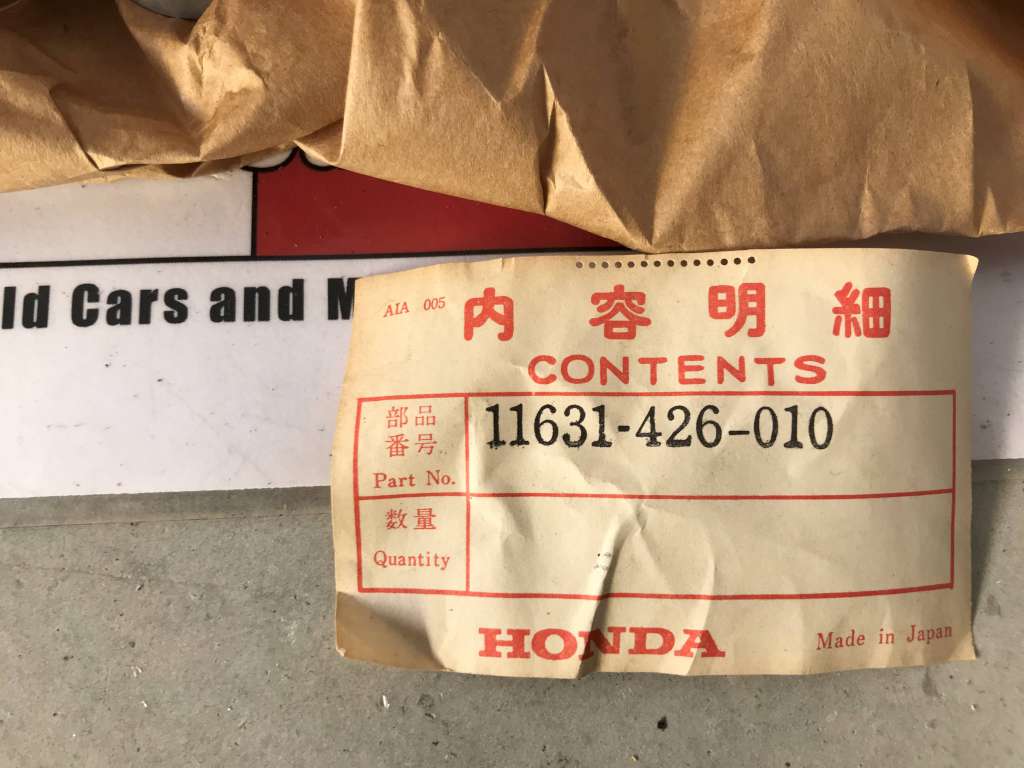 ld Cars and M
AIA 005
内容明細
CONTENTS
部品
番号
Part No.
11631-426-010
数量
Quantity
HONDA
Made in Japan